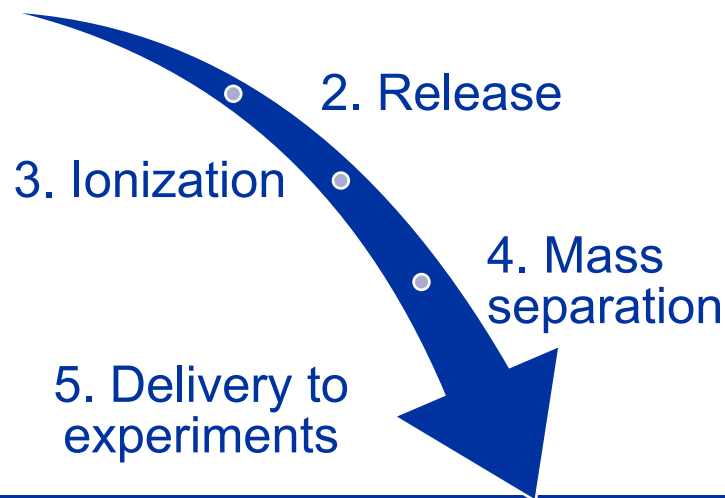 2. Release
3. Ionization
4. Mass
separation
5. Delivery to
experiments